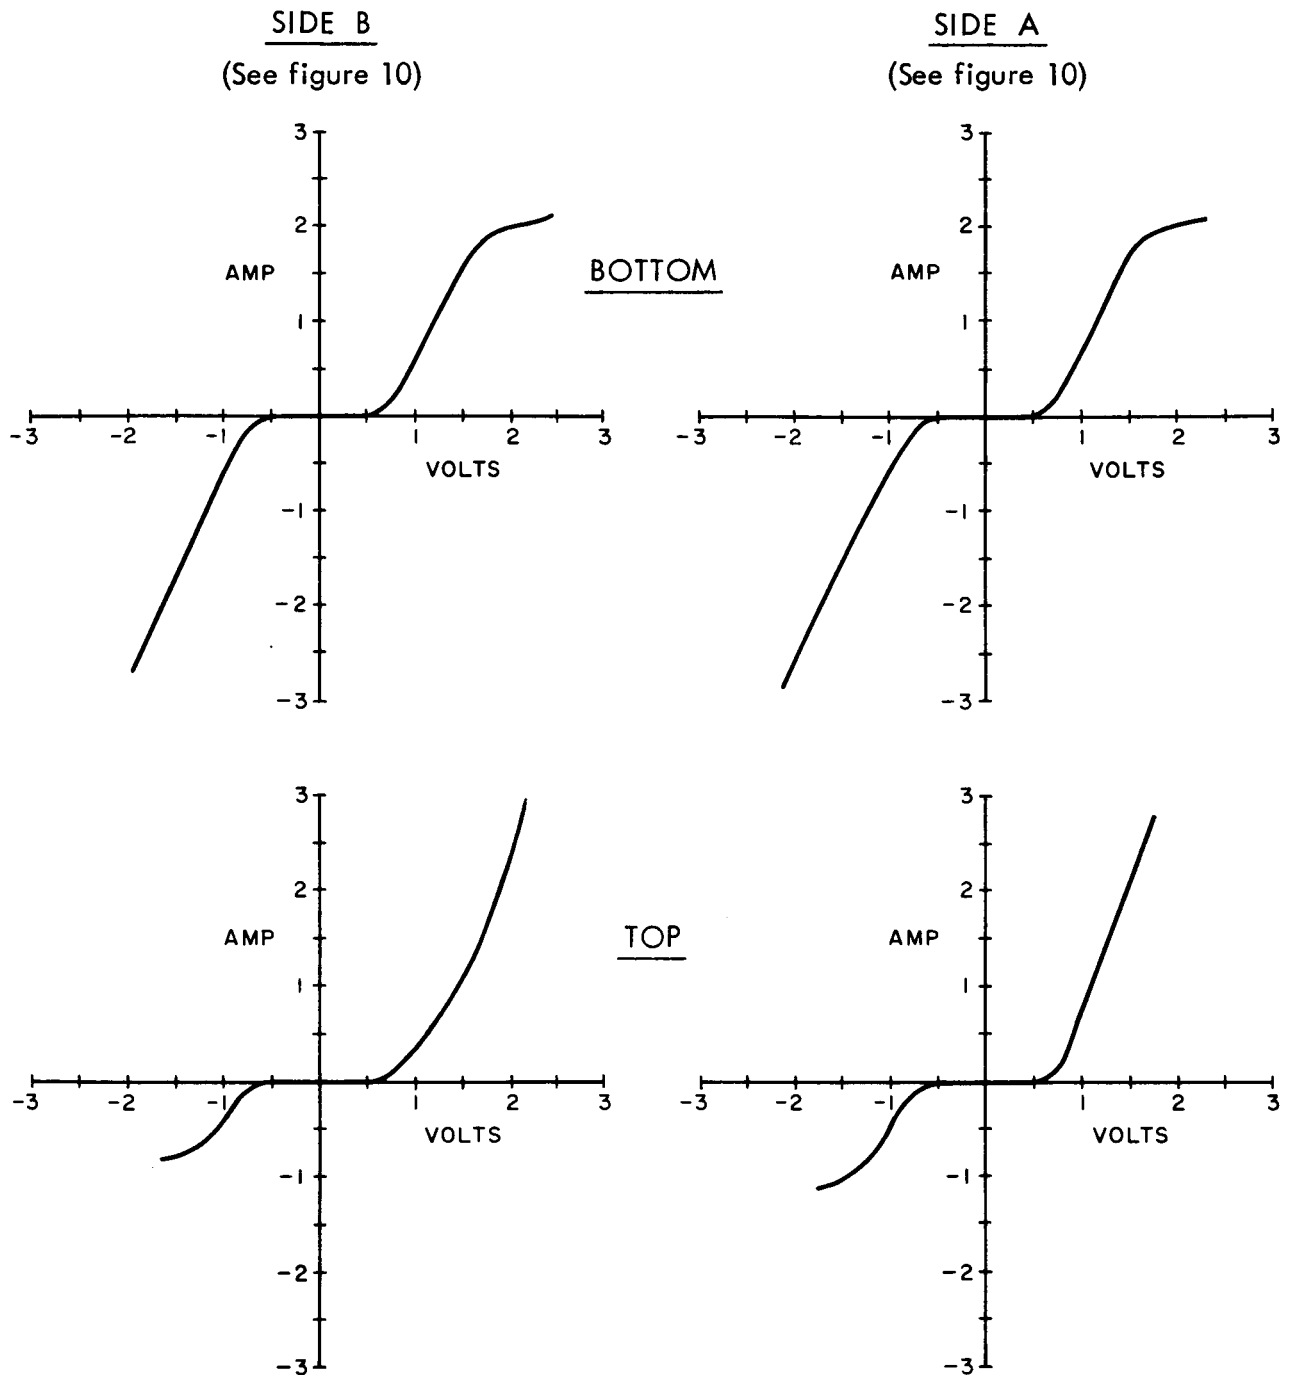 SIDE B SIDE A
(See figure 10) (See figure 10)
3 3
2 2
AMP BOTTOM AMP
1 1
-3 -2 -1 1 2 3 -3 -2 -1 1 2 3
VOLTS VOLTS
-1 -1
-2 -2
-3 -3
3 3
2 2
AMP TOP AMP
1 1
-3 -2 -1 1 2 3 -3 -2 -1 1 2 3
VOLTS VOLTS
-1 -1
-2 -2
-3 -3